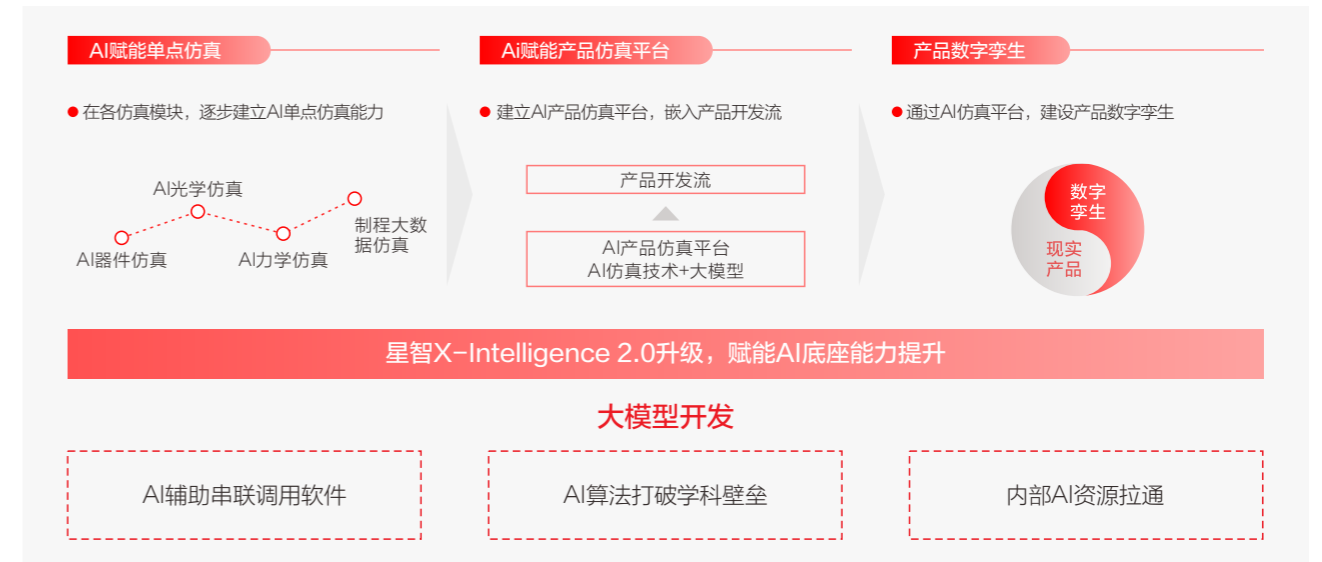 AI赋能单点仿真
在各仿真模块，逐步建立AI单点仿真能力
AI光学仿真
AI器件仿真
AI力学仿真
制程大数
据仿真
Ai赋能产品仿真平台
建立AI产品仿真平台，嵌入产品开发流
产品开发流
AI产品仿真平台
AI仿真技术+大模型
产品数字孪生
通过AI仿真平台，建设产品数字孪生
数字
孪生
现实
产品
星智X-Intelligence 2.0升级，赋能AI底座能力提升
大模型开发
AI辅助串联调用软件
AI算法打破学科壁垒
内部AI资源拉通